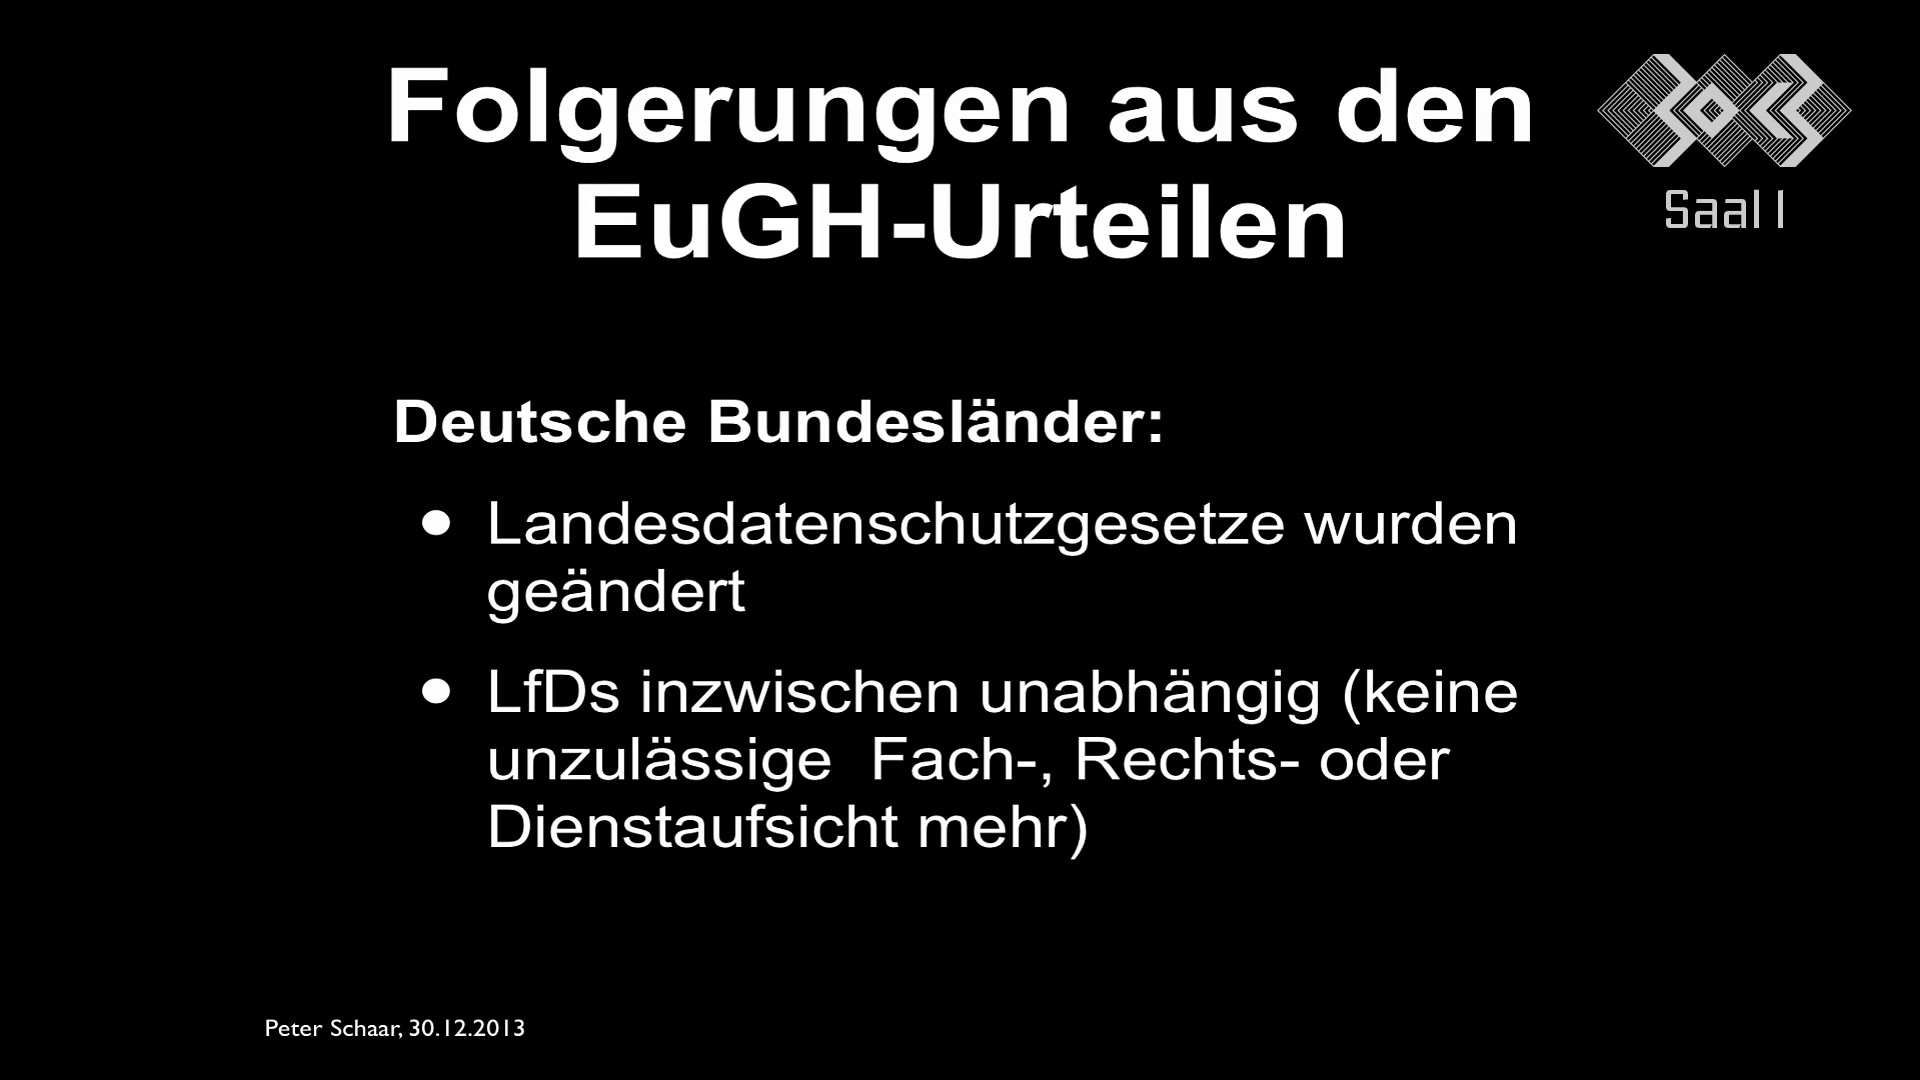 Folgerungen aus den
EuGH-Urteilen
30C3
Saal 1
Deutsche Bundesländer:
● Landesdatenschutzgesetze wurden
geändert
● LfDs inzwischen unabhängig (keine
unzulässige  Fach-, Rechts- oder
Dienstaufsicht mehr)
Peter Schaar, 30.12.2013